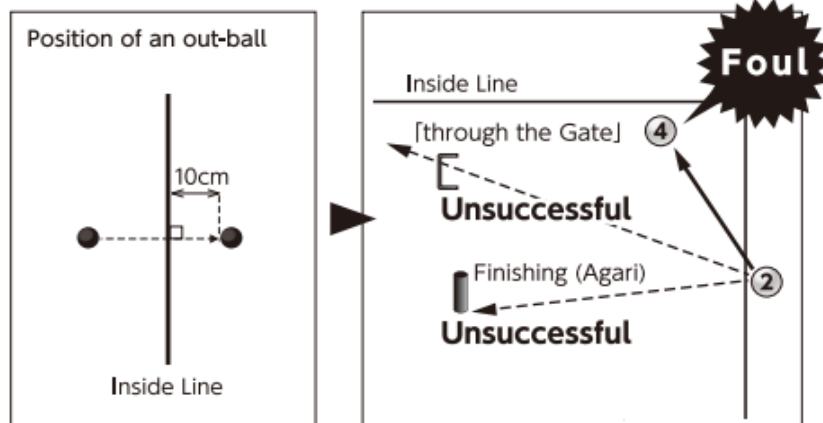 Position of an out-ball
10cm
Inside Line
Foul
Inside Line
「through the Gate」
4
Unsuccessful
Finishing (Agari)
2
Unsuccessful